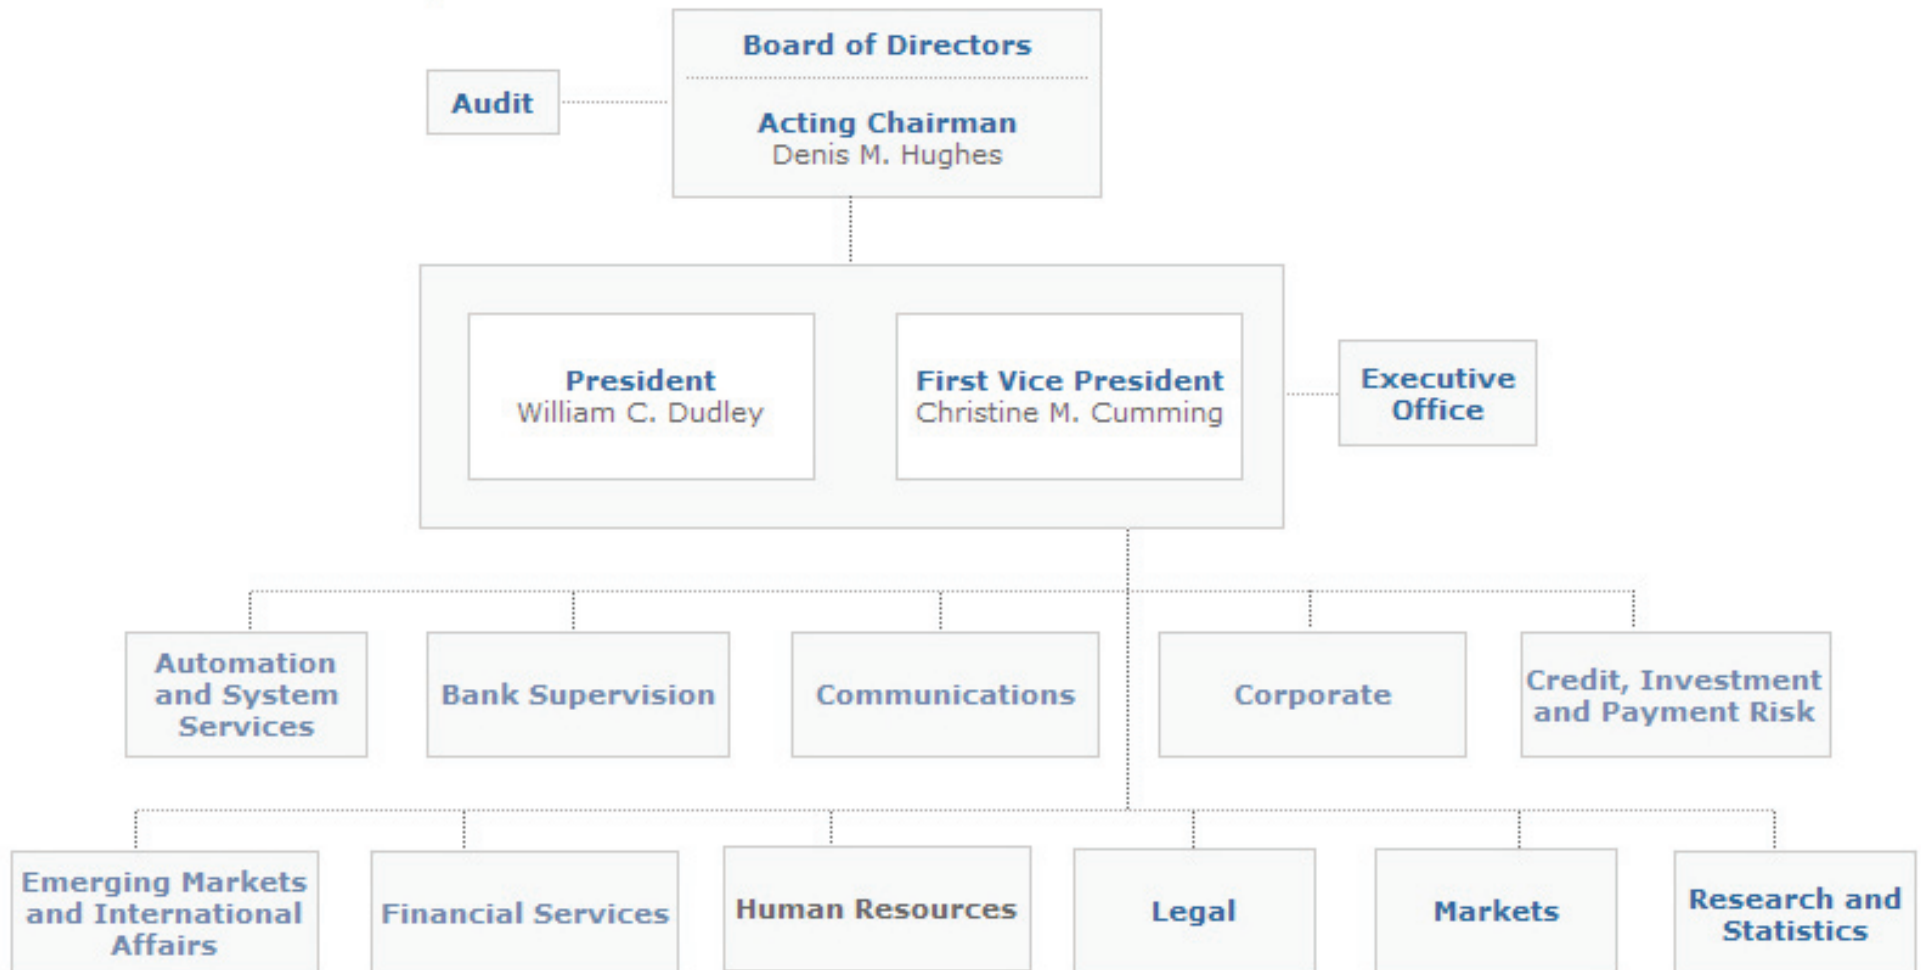 Board of Directors
Audit
Acting Chairman
Denis M. Hughes
President
William C. Dudley
First Vice President
Christine M. Cumming
Executive
Office
Automation
and System
Services
Bank Supervision
Communications
Corporate
Credit, Investment
and Payment Risk
Emerging Markets
and International
Affairs
Financial Services
Human Resources
Legal
Markets
Research and
Statistics